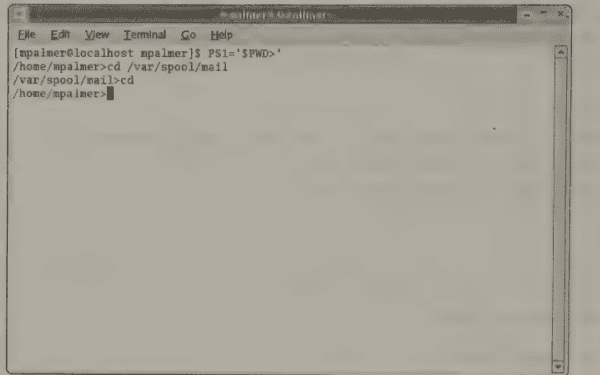 File Edit View Terminal Go Help
[mpalmer@localhost mpalmer]$ PS1='$PWD>'
/home/mpalmer>cd /var/spool/mail
/var/spool/mail>cd
/home/mpalmer>